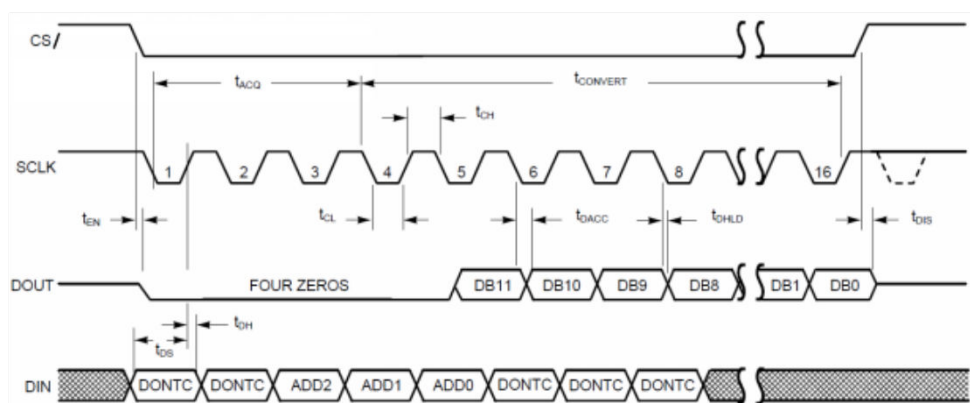 CS/
tACQ
tCONVERT
tCH
SCLK 1 2 3 4 5 6 7 8 16
tEN
tCL
tDACC
tDHLD
tDIS
DOUT FOUR ZEROS DB11 DB10 DB9 DB8 DB1 DB0
tDH
tDS
DIN DONTC DONTC ADD2 ADD1 ADD0 DONTC DONTC DONTC